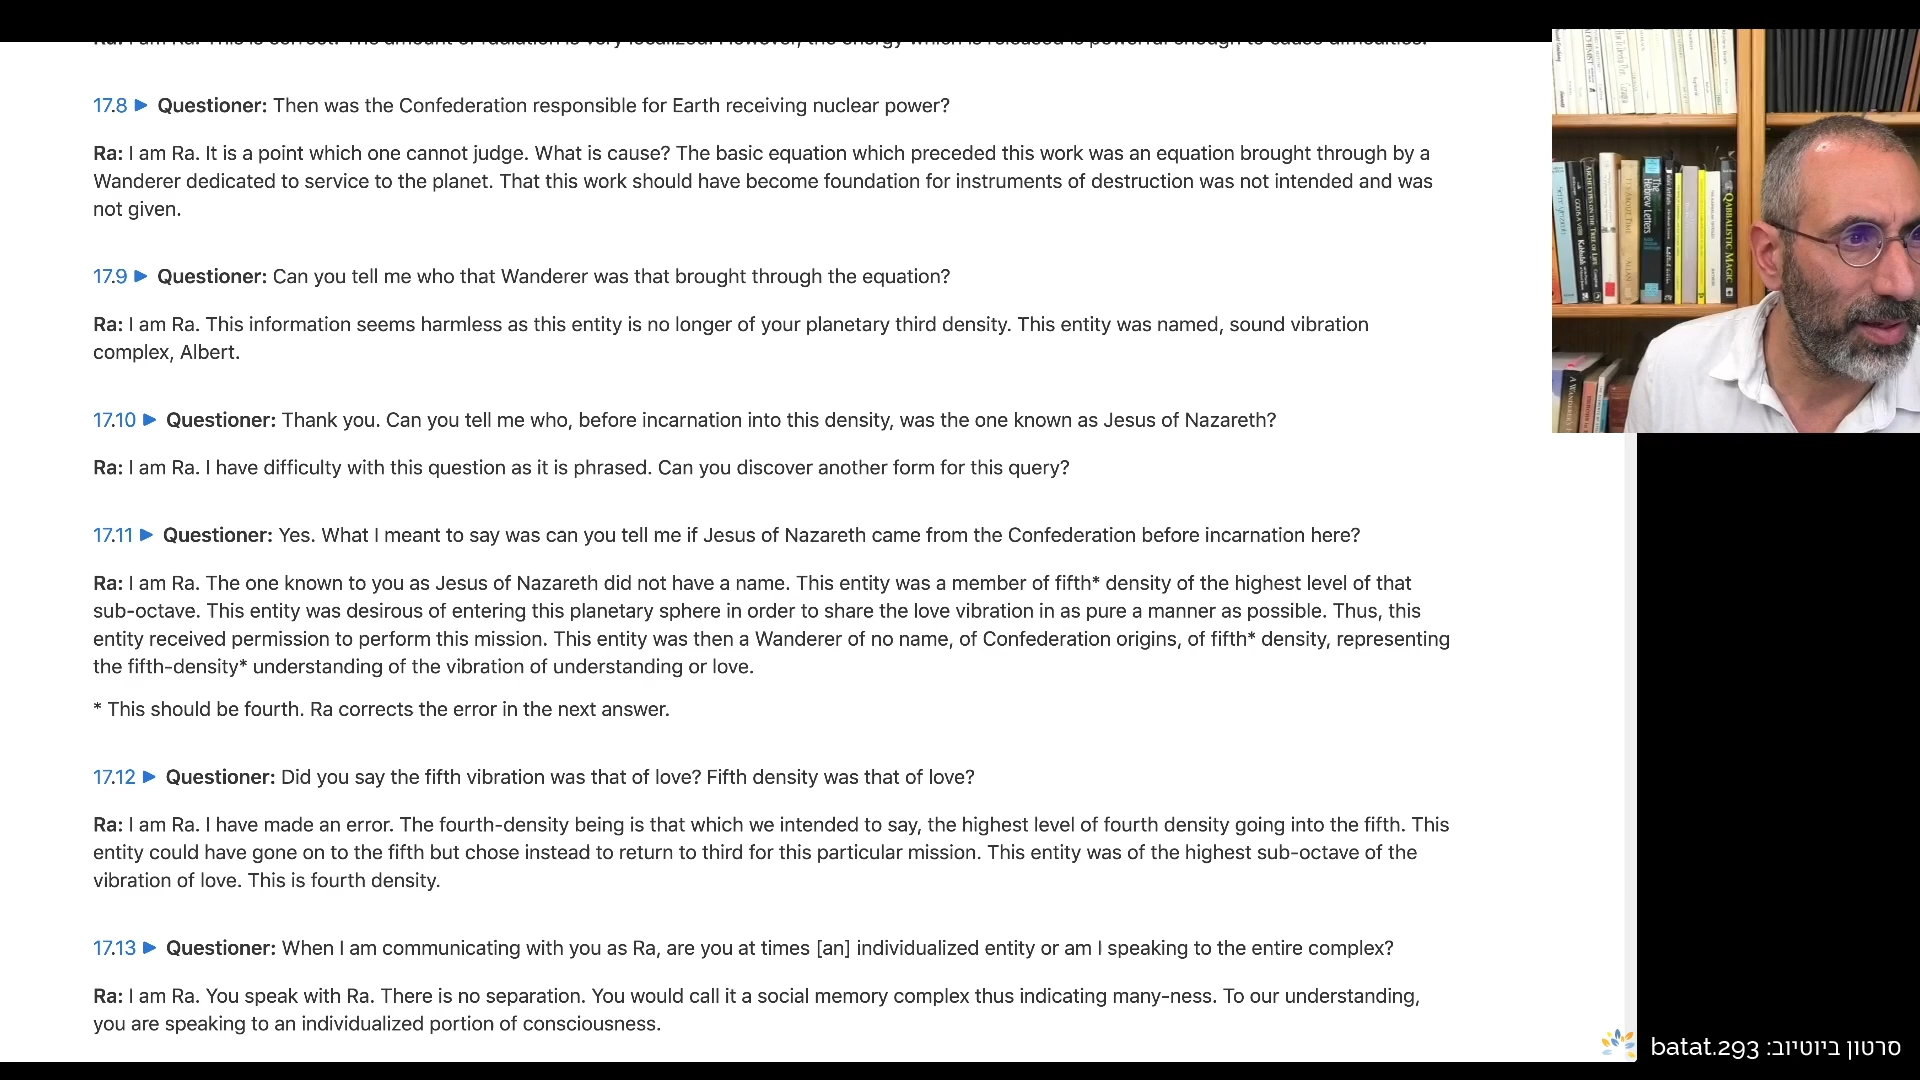 17.8 ► Questioner: Then was the Confederation responsible for Earth receiving nuclear power?
Ra: I am Ra. It is a point which one cannot judge. What is cause? The basic equation which preceded this work was an equation brought through by a
Wanderer dedicated to service to the planet. That this work should have become foundation for instruments of destruction was not intended and was
not given.
17.9 ► Questioner: Can you tell me who that Wanderer was that brought through the equation?
Ra: I am Ra. This information seems harmless as this entity is no longer of your planetary third density. This entity was named, sound vibration
complex, Albert.
17.10 ► Questioner: Thank you. Can you tell me who, before incarnation into this density, was the one known as Jesus of Nazareth?
Ra: I am Ra. I have difficulty with this question as it is phrased. Can you discover another form for this query?
17.11 ► Questioner: Yes. What I meant to say was can you tell me if Jesus of Nazareth came from the Confederation before incarnation here?
Ra: I am Ra. The one known to you as Jesus of Nazareth did not have a name. This entity was a member of fifth* density of the highest level of that
sub-octave. This entity was desirous of entering this planetary sphere in order to share the love vibration in as pure a manner as possible. Thus, this
entity received permission to perform this mission. This entity was then a Wanderer of no name, of Confederation origins, of fifth* density, representing
the fifth-density* understanding of the vibration of understanding or love.
* This should be fourth. Ra corrects the error in the next answer.
17.12 ► Questioner: Did you say the fifth vibration was that of love? Fifth density was that of love?
Ra: I am Ra. I have made an error. The fourth-density being is that which we intended to say, the highest level of fourth density going into the fifth. This
entity could have gone on to the fifth but chose instead to return to third for this particular mission. This entity was of the highest sub-octave of the
vibration of love. This is fourth density.
17.13 ► Questioner: When I am communicating with you as Ra, are you at times [an] individualized entity or am I speaking to the entire complex?
Ra: I am Ra. You speak with Ra. There is no separation. You would call it a social memory complex thus indicating many-ness. To our understanding,
you are speaking to an individualized portion of consciousness.
The Hebrew Letters
QABBALISTIC MAGIC
סרטון ביוטיוב: batat.293